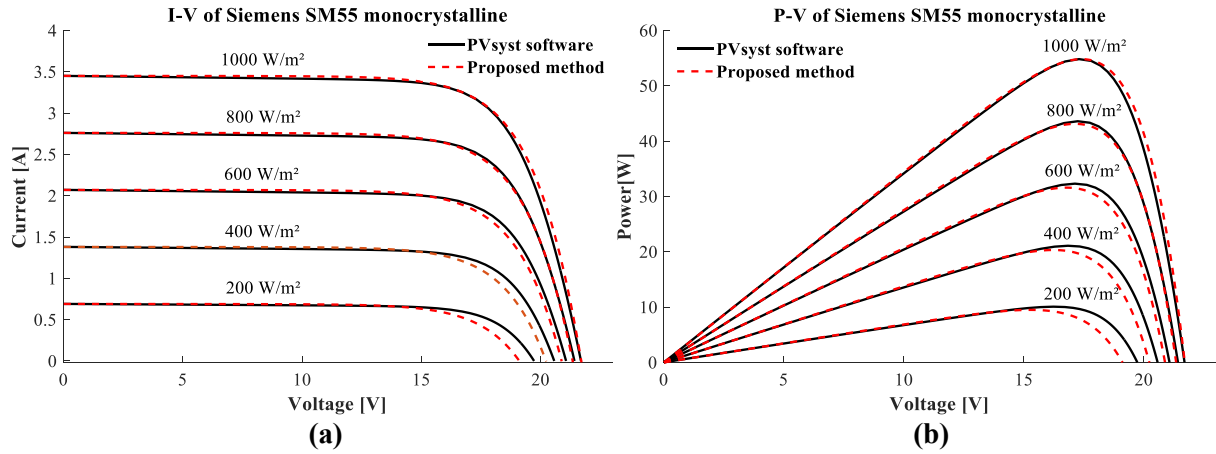 I-V of Siemens SM55 monocrystalline
4
3.5
3
2.5
2
1.5
1
0.5
0
Current [A]
1000 W/m²
800 W/m²
600 W/m²
400 W/m²
200 W/m²
PVsyst software
Proposed method
0 5 10 15 20
Voltage [V]
(a)
P-V of Siemens SM55 monocrystalline
60
50
40
30
20
10
0
Power[W]
PVsyst software
Proposed method
1000 W/m²
800 W/m²
600 W/m²
400 W/m²
200 W/m²
0 5 10 15 20
Voltage [V]
(b)